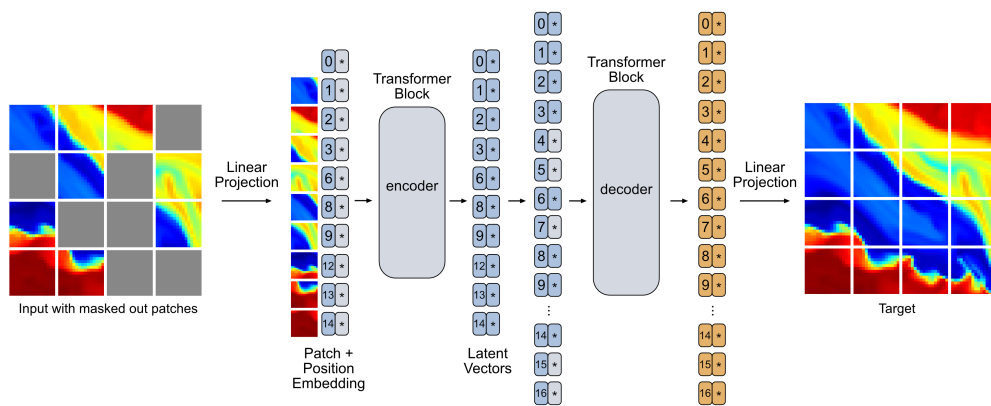 Input with masked out patches
Linear
Projection
0 *
1 *
2 *
3 *
6 *
8 *
9 *
12 *
13 *
14 *
Patch +
Position
Embedding
Transformer
Block
encoder
0 *
1 *
2 *
3 *
6 *
8 *
9 *
12 *
13 *
14 *
Latent
Vectors
0 *
1 *
2 *
3 *
4 *
5 *
6 *
7 *
8 *
9 *
⋮
14 *
15 *
16 *
Transformer
Block
decoder
0 *
1 *
2 *
3 *
4 *
5 *
6 *
7 *
8 *
9 *
⋮
14 *
15 *
16 *
Linear
Projection
Target